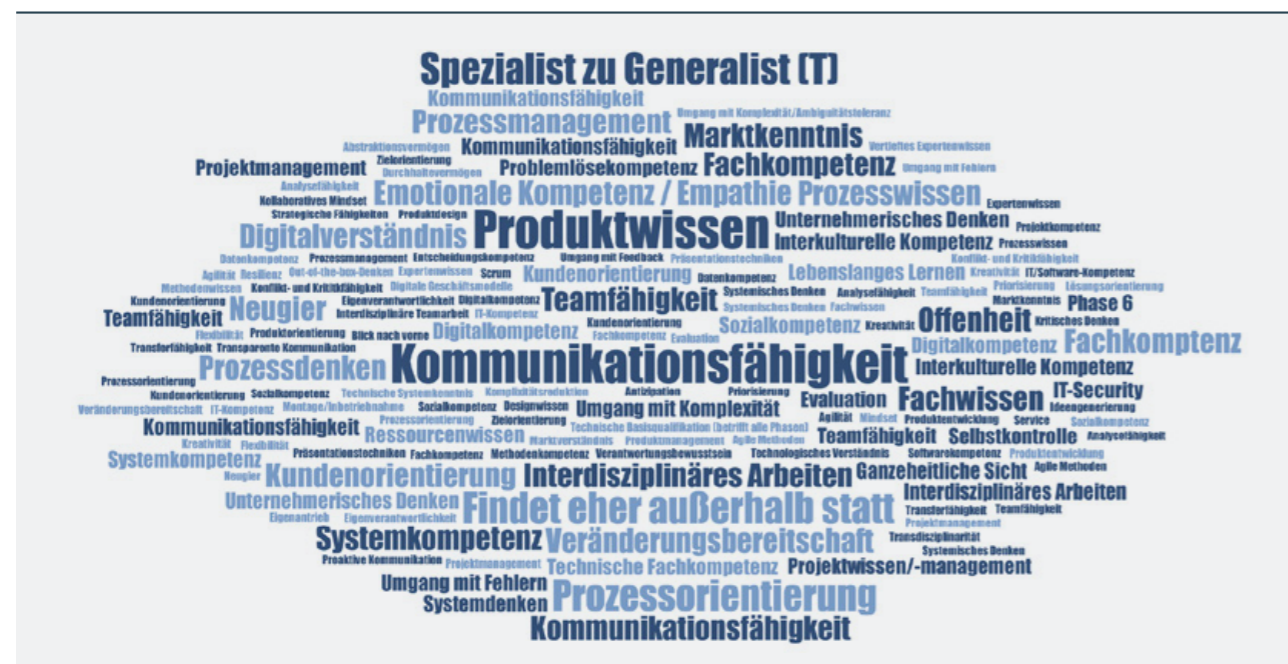 Spezialist zu Generalist (T)
Kommunikationsfähigkeit
Prozessmanagement Umgang mit Komplexität/Ambiguitätstoleranz
Abstraktionsvermögen Kommunikationsfähigkeit Marktkenntnis Vertieftes Expertenwissen
Projektmanagement Zielorientierung Problemlösekompetenz Fachkompetenz Umgang mit Fehlern
Durchhaltevermögen
Analysefähigkeit Emotionale Kompetenz / Empathie Prozesswissen
Kollaboratives Mindset Expertenwissen
Strategische Fähigkeiten Produktdesign Produktwissen Unternehmerisches Denken Projektkompetenz
Digitalverständnis Interkulturelle Kompetenz Prozesswissen
Datenkompetenz Prozessmanagement Entscheidungskompetenz Umgang mit Feedback Präsentationstechniken Konflikt- und Kritikfähigkeit
Agilität Resilienz Out-of-the-box-Denken Expertenwissen Scrum Kundenorientierung Datenkompetenz Lebenslanges Lernen Kreativität IT/Software-Kompetenz
Methodenwissen Konflikt- und Krititkfähigkeit Digitale Geschäftsmodelle Teamfähigkeit Systemisches Denken Analysefähigkeit Teamfähigkeit Priorisierung Lösungsorientierung
Kundenorientierung Neugier Eigenverantwortlichkeit Digitalkompetenz Systemisches Denken Fachwissen Marktkenntnis Phase 6
Teamfähigkeit Interdisziplinäre Teamarbeit IT-Kompetenz Kundenorientierung Sozialkompetenz Kreativität Offenheit Kritisches Denken
Flexibilität Produktorientierung Blick nach vorne Digitalkompetenz Fachkompetenz Evaluation Digitalkompetenz Fachkomptenz
Transferfähigkeit Transparente Kommunikation
Prozessdenken Kommunikationsfähigkeit Interkulturelle Kompetenz
Prozessorientierung
Kundenorientierung Sozialkompetenz Technische Systemkenntnis Antizipation Priorisierung Evaluation Fachwissen IT-Security
Veränderungsbereitschaft IT-Kompetenz Montage/Inbetriebnahme Sozialkompetenz Designwissen Umgang mit Komplexität Ideengenerierung
Kommunikationsfähigkeit Prozessorientierung Zielorientierung Technische Basisqualifikation (betrifft alle Phasen) Agilität Mindset Produktentwicklung Service Sozialkompetenz
Ressourcenwissen Marktverständnis Produktmanagement Agile Methoden Teamfähigkeit Selbstkontrolle Analysefähigkeit
Kreativität Flexibilität Präsentationstechniken Fachkompetenz Methodenkompetenz Verantwortungsbewusstsein Technologisches Verständnis Softwarekompetenz Produktentwicklung
Systemkompetenz
Neugier Kundenorientierung Interdisziplinäres Arbeiten Ganzeheitliche Sicht Agile Methoden
Unternehmerisches Denken Findet eher außerhalb statt Interdisziplinäres Arbeiten
Eigenantrieb Eigenverantwortlichkeit Transferfähigkeit Teamfähigkeit
Projektmanagement
Systemkompetenz Veränderungsbereitschaft Transdisziplinarität
Systemisches Denken
Proaktive Kommunikation Projektmanagement Technische Fachkompetenz Projektwissen/-management
Umgang mit Fehlern
Systemdenken Prozessorientierung
Kommunikationsfähigkeit